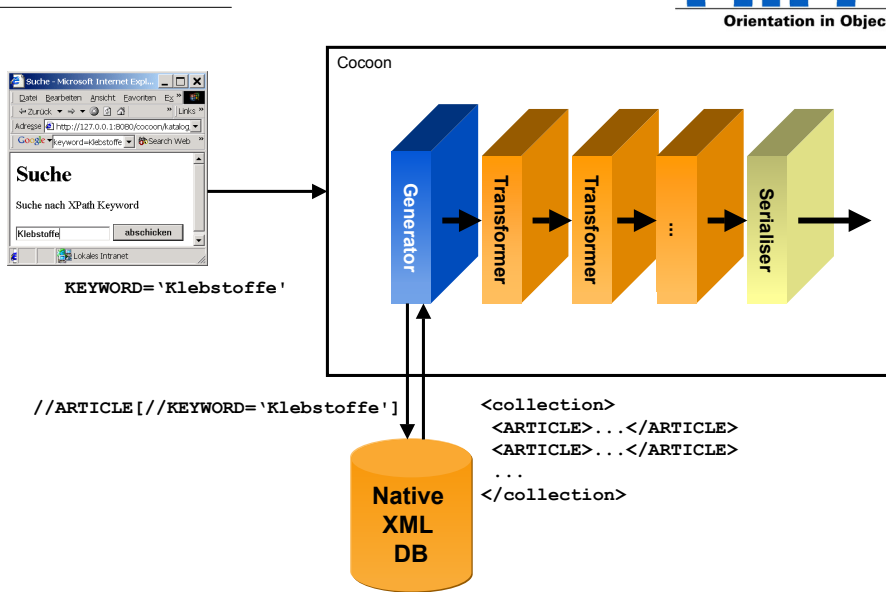 Orientation in Objec
Cocoon
Suche - Microsoft Internet Expl...
Datei Bearbeiten Ansicht Favoriten Ex »
Zurück » Links »
Adresse http://127.0.0.1:8080/cocoon/katalog
Google keyword=Klebstoffe Search Web »
Suche
Suche nach XPath Keyword
Klebstoffe abschicken
Lokales Intranet
KEYWORD=‘Klebstoffe'
Generator
Transformer
Transformer
...
Serialiser
//ARTICLE[//KEYWORD=‘Klebstoffe']
<collection>
<ARTICLE>...</ARTICLE>
<ARTICLE>...</ARTICLE>
...
</collection>
Native
XML
DB